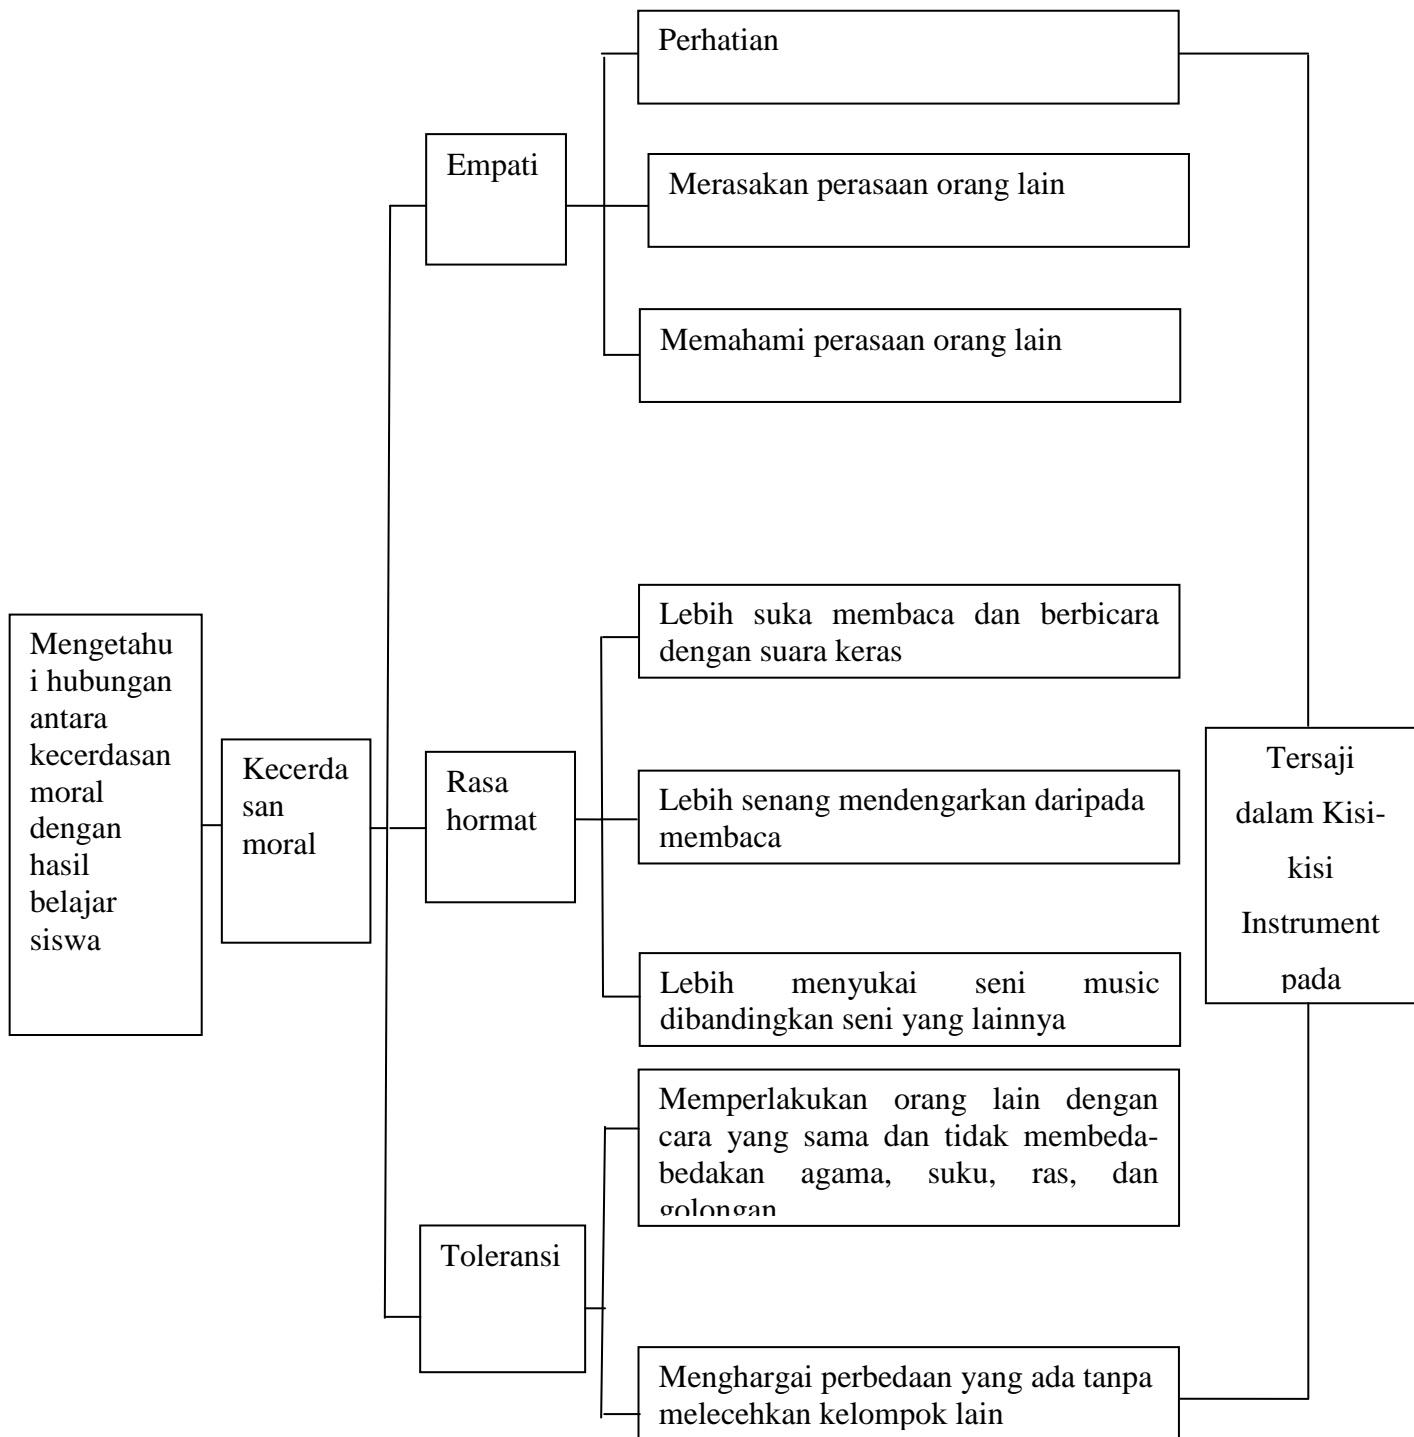 Perhatian
Empati
Merasakan perasaan orang lain
Memahami perasaan orang lain
Mengetahu
i hubungan
antara
kecerdasan
moral
dengan
hasil
belajar
siswa
Kecerda
san
moral
Rasa
hormat
Lebih suka membaca dan berbicara
dengan suara keras
Lebih senang mendengarkan daripada
membaca
Lebih menyukai seni music
dibandingkan seni yang lainnya
Tersaji
dalam Kisi-
kisi
Instrument
pada
Toleransi
Memperlakukan orang lain dengan
cara yang sama dan tidak membeda-
bedakan agama, suku, ras, dan
golongan
Menghargai perbedaan yang ada tanpa
melecehkan kelompok lain